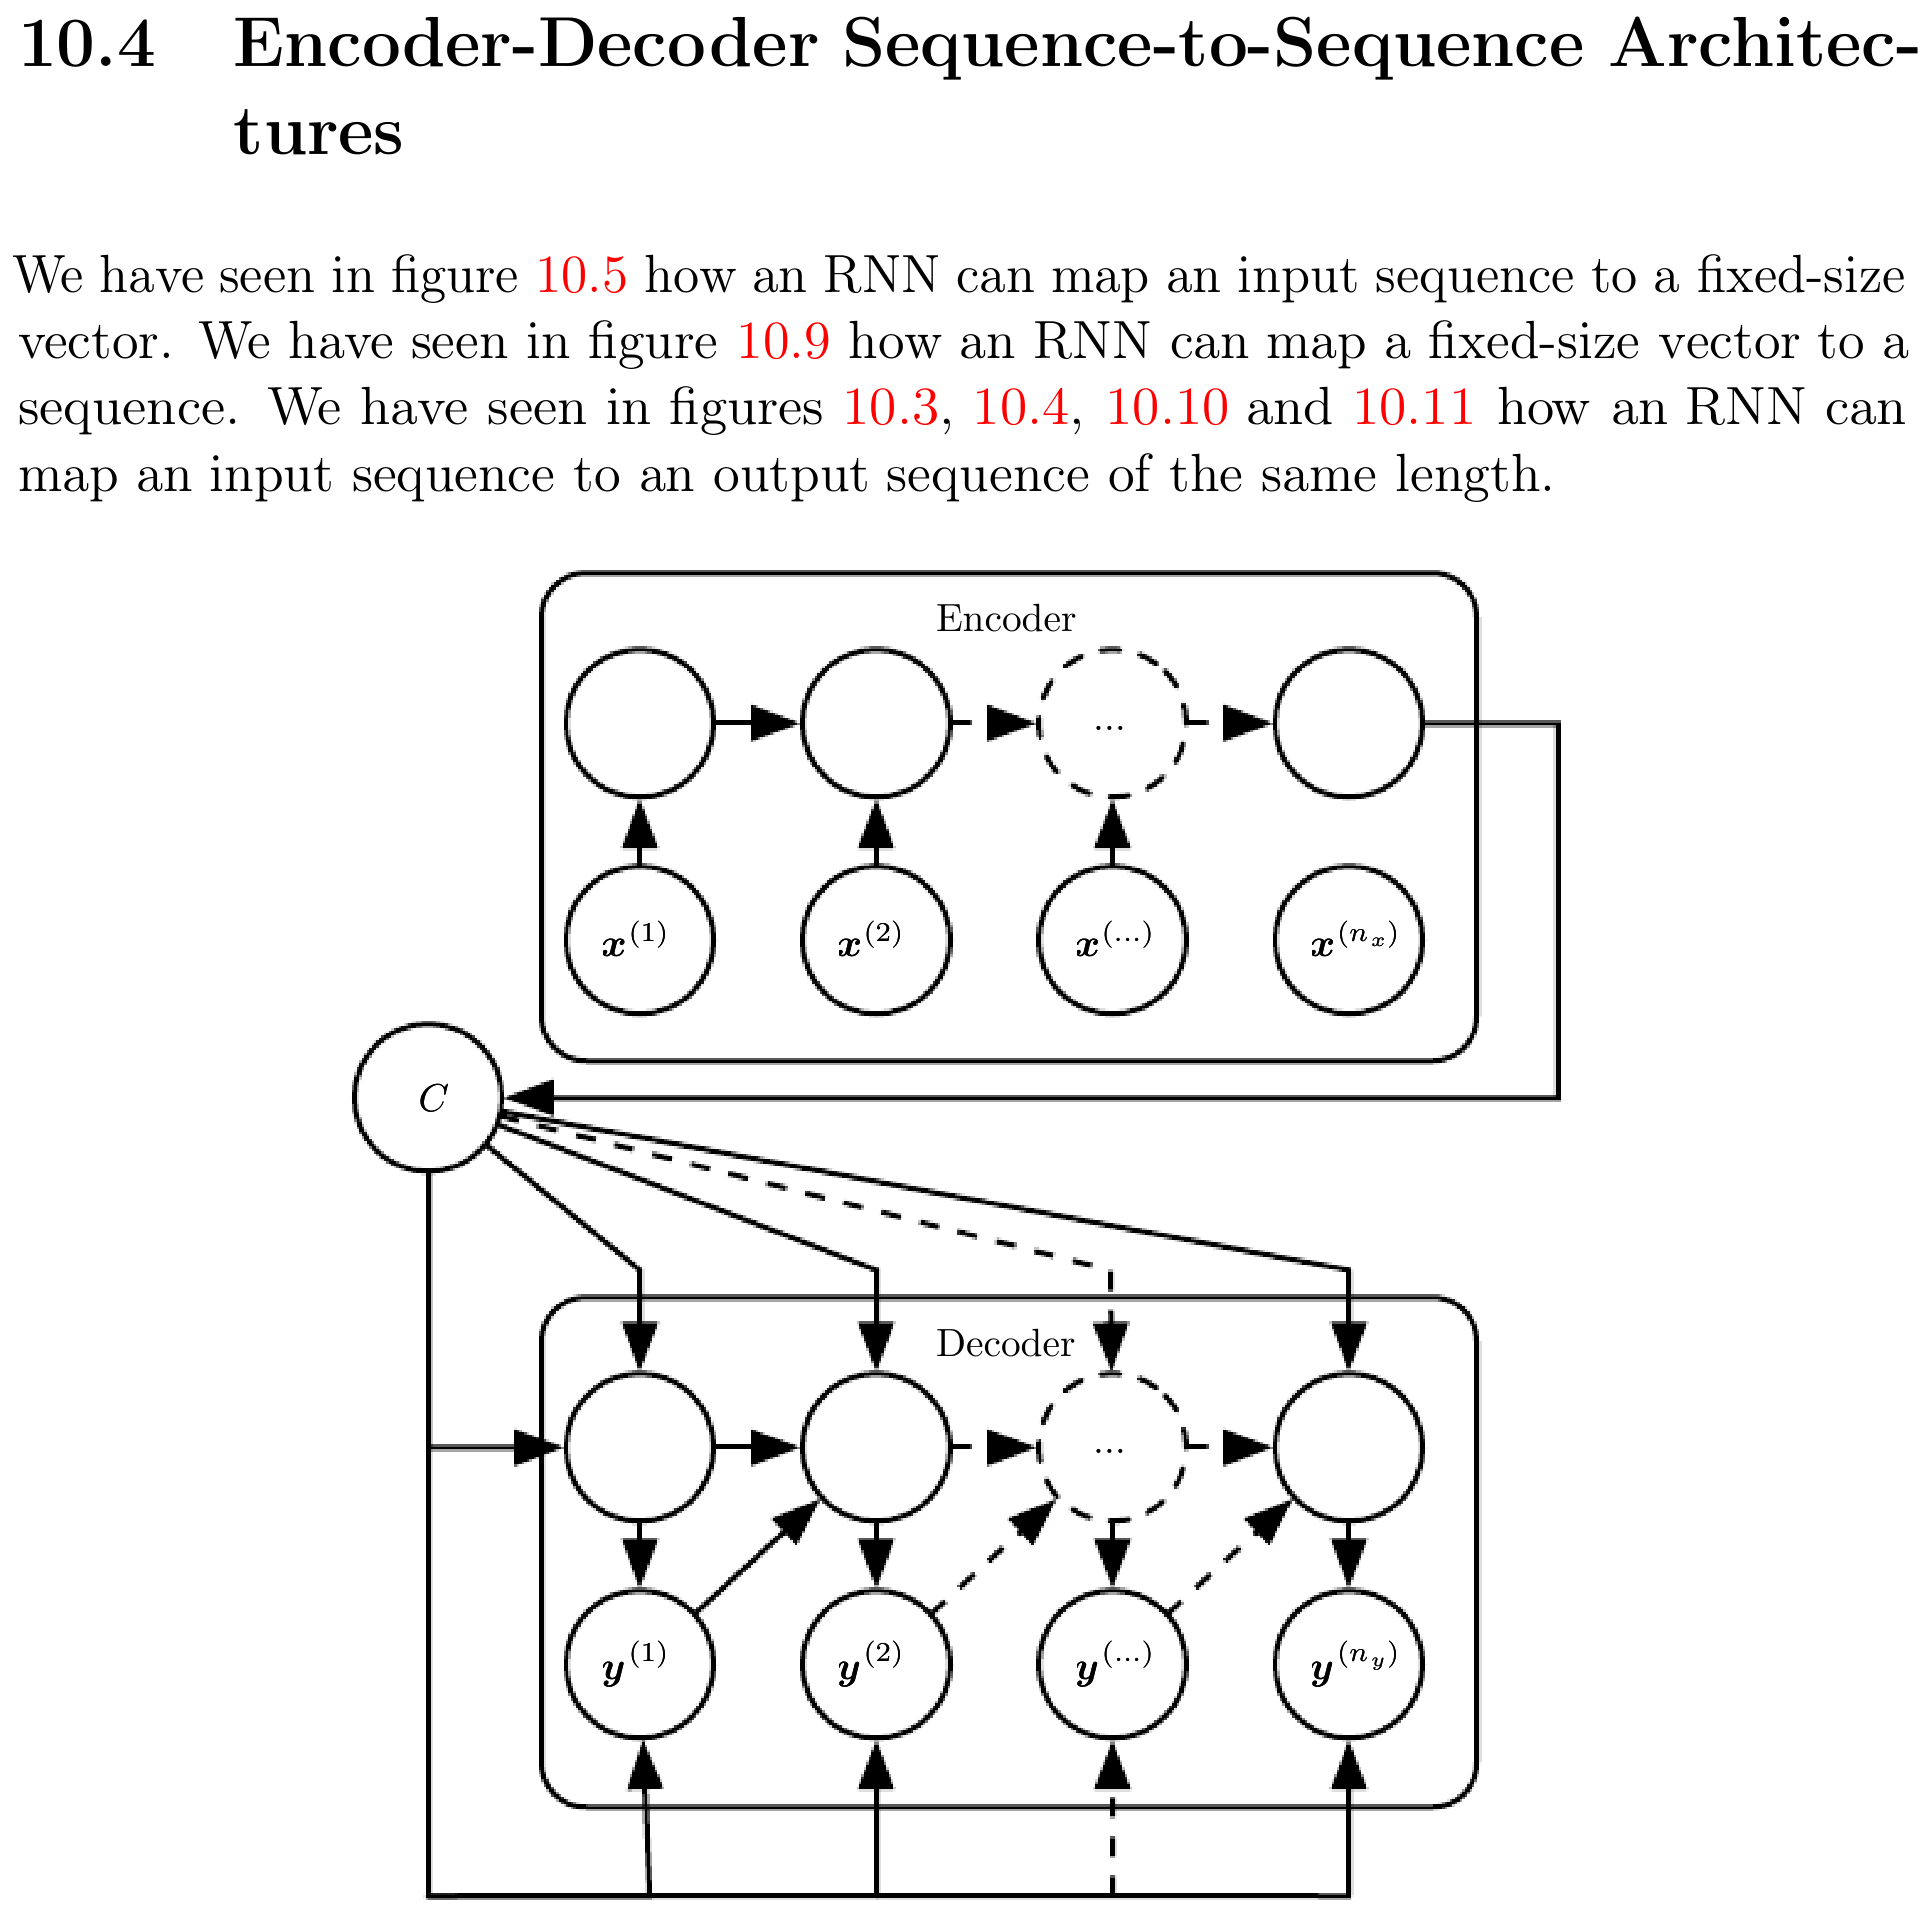 10.4 Encoder-Decoder Sequence-to-Sequence Architec-
tures
We have seen in figure 10.5 how an RNN can map an input sequence to a fixed-size
vector. We have seen in figure 10.9 how an RNN can map a fixed-size vector to a
sequence. We have seen in figures 10.3, 10.4, 10.10 and 10.11 how an RNN can
map an input sequence to an output sequence of the same length.
Encoder
...
x^(1) x^(2) x^(...) x^(n_x)
C
Decoder
...
y^(1) y^(2) y^(...) y^(n_y)